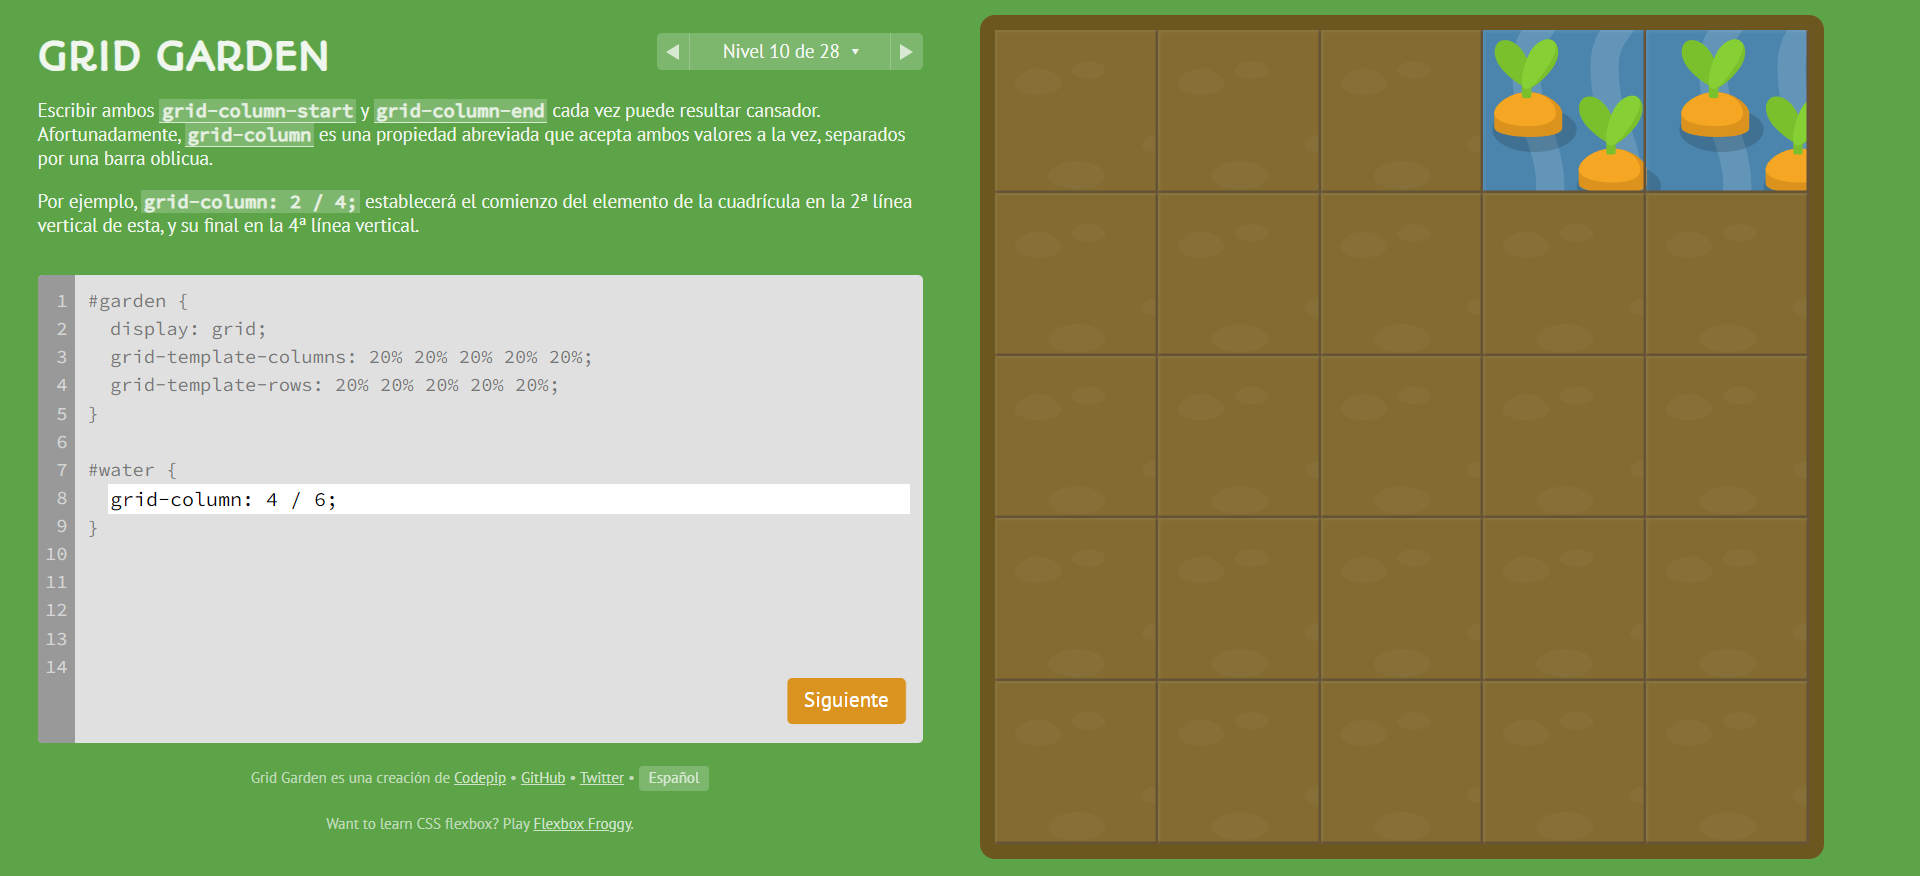 GRID GARDEN
◀ Nivel 10 de 28 ▾ ▶
Escribir ambos grid-column-start y grid-column-end cada vez puede resultar cansador.
Afortunadamente, grid-column es una propiedad abreviada que acepta ambos valores a la vez, separados
por una barra oblicua.
Por ejemplo, grid-column: 2 / 4; establecerá el comienzo del elemento de la cuadrícula en la 2ª línea
vertical de esta, y su final en la 4ª línea vertical.
1 #garden {
2 display: grid;
3 grid-template-columns: 20% 20% 20% 20% 20%;
4 grid-template-rows: 20% 20% 20% 20% 20%;
5 }
6
7 #water {
8 grid-column: 4 / 6;
9 }
10
11
12
13
14
Siguiente
Grid Garden es una creación de Codepip • GitHub • Twitter • Español
Want to learn CSS flexbox? Play Flexbox Froggy.